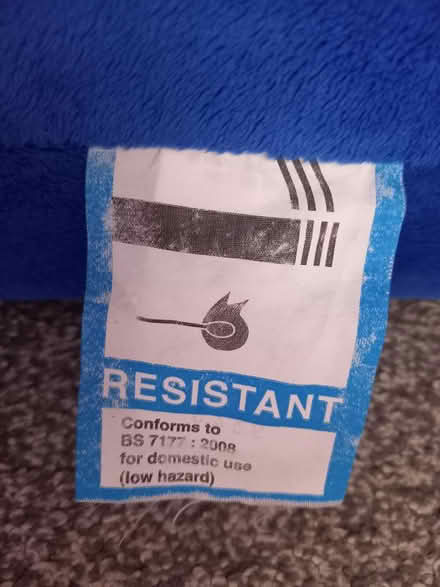 RESISTANT
Conforms to
BS 7177 : 2008
for domestic use
(low hazard)